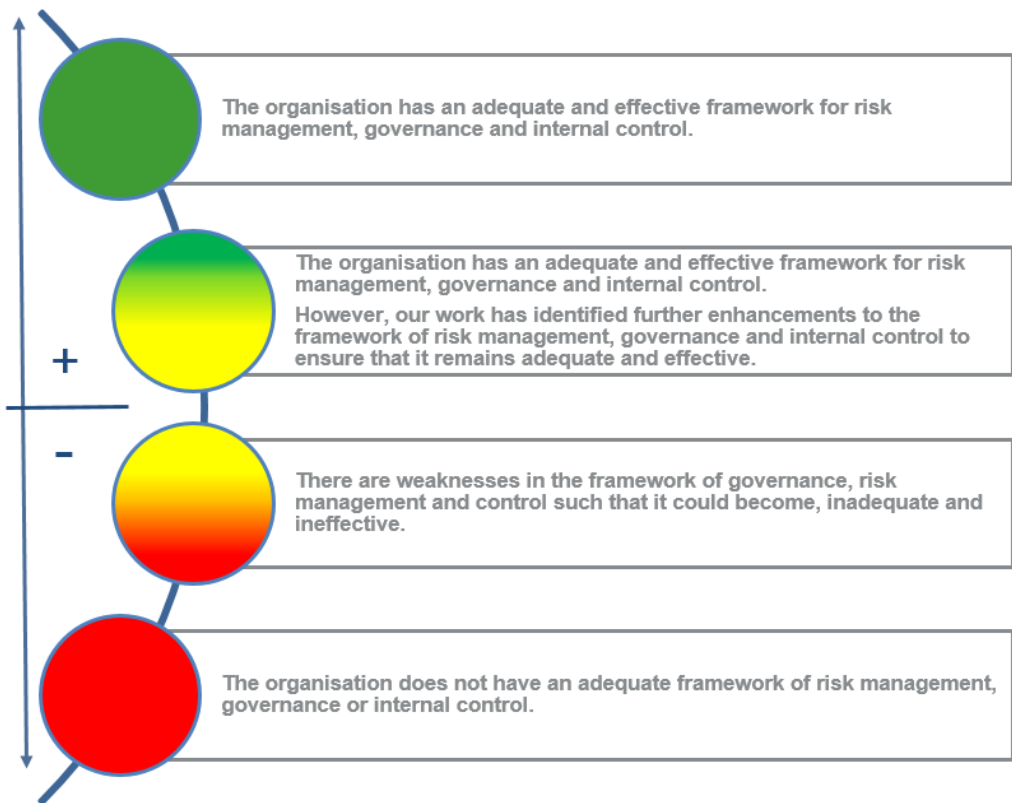 The organisation has an adequate and effective framework for risk
management, governance and internal control.
The organisation has an adequate and effective framework for risk
management, governance and internal control.
However, our work has identified further enhancements to the
framework of risk management, governance and internal control to
ensure that it remains adequate and effective.
+
-
There are weaknesses in the framework of governance, risk
management and control such that it could become, inadequate and
ineffective.
The organisation does not have an adequate framework of risk management,
governance or internal control.